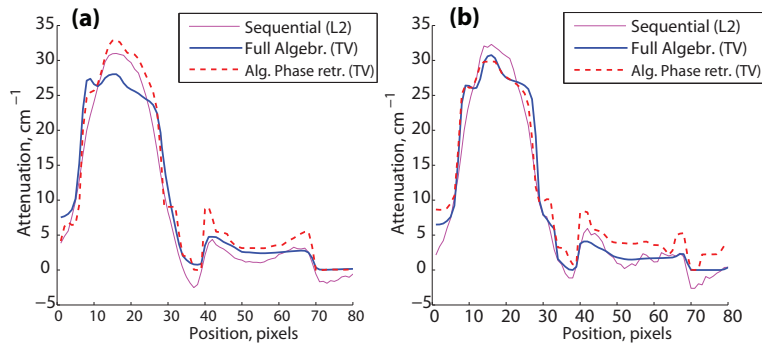 (a)
Sequential (L2)
Full Algebr. (TV)
Alg. Phase retr. (TV)
Attenuation, cm−1
35
30
25
20
15
10
5
0
−5
0 10 20 30 40 50 60 70 80
Position, pixels
(b)
Sequential (L2)
Full Algebr. (TV)
Alg. Phase retr. (TV)
Attenuation, cm−1
35
30
25
20
15
10
5
0
−5
0 10 20 30 40 50 60 70 80
Position, pixels